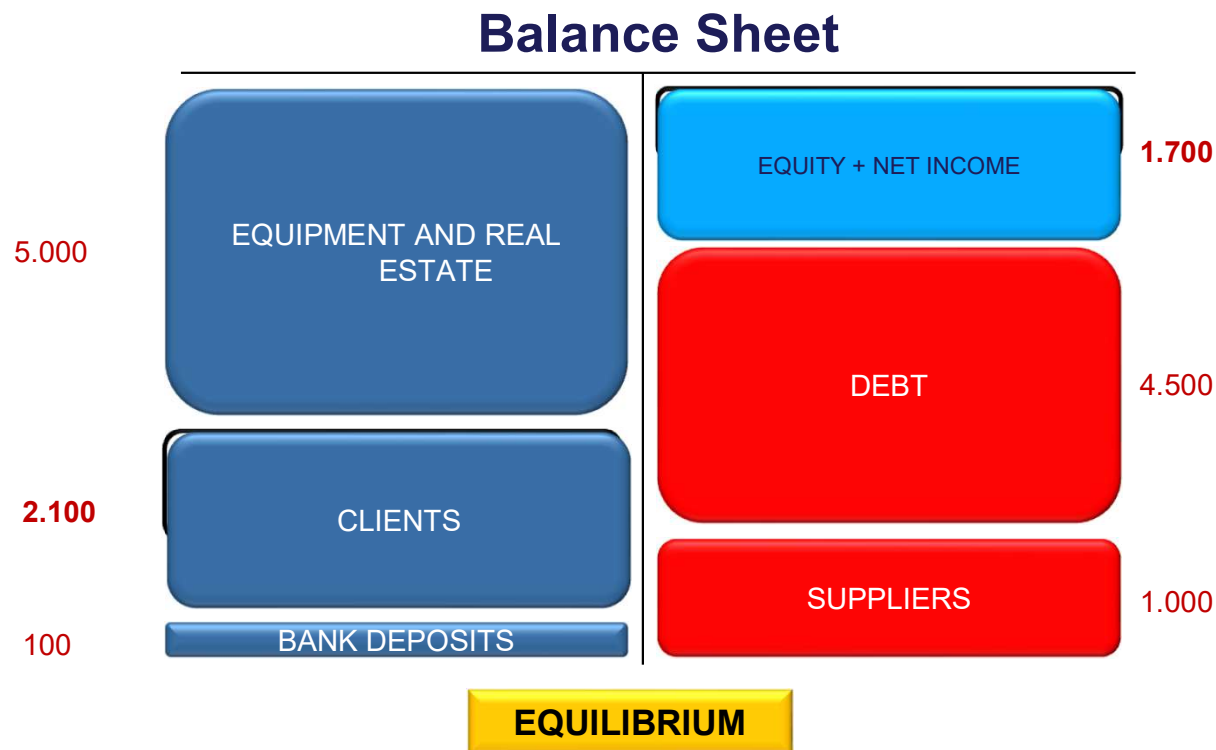 Balance Sheet
5.000
EQUIPMENT AND REAL
ESTATE
2.100
CLIENTS
100
BANK DEPOSITS
EQUITY + NET INCOME
1.700
DEBT
4.500
SUPPLIERS
1.000
EQUILIBRIUM